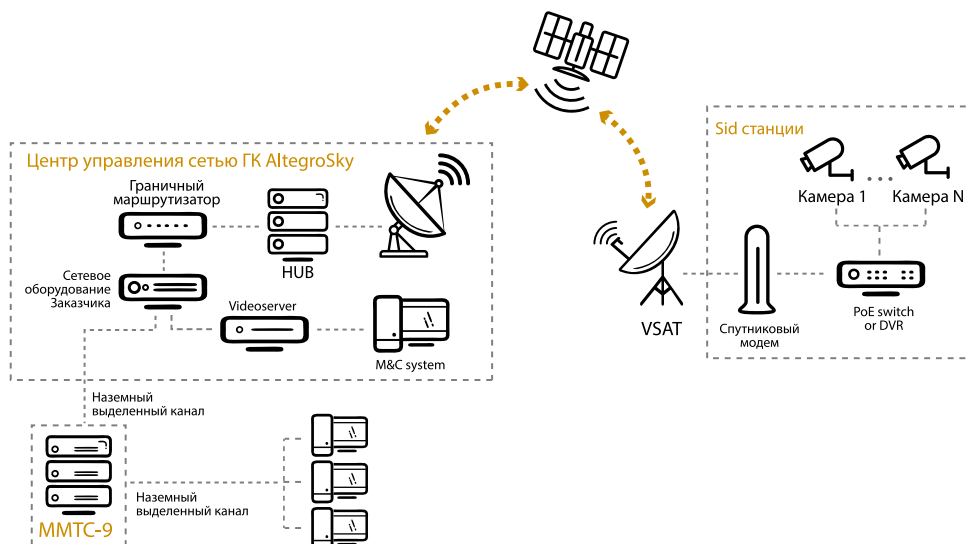 Sid станции
Камера 1
Камера N
Центр управления сетью ГК AltegroSky
Граничный
маршрутизатор
HUB
Сетевое
оборудование
Заказчика
Videoserver
M&C system
VSAT
Спутниковый
модем
PoE switch
or DVR
Наземный
выделенный канал
Наземный
выделенный канал
ММТС-9